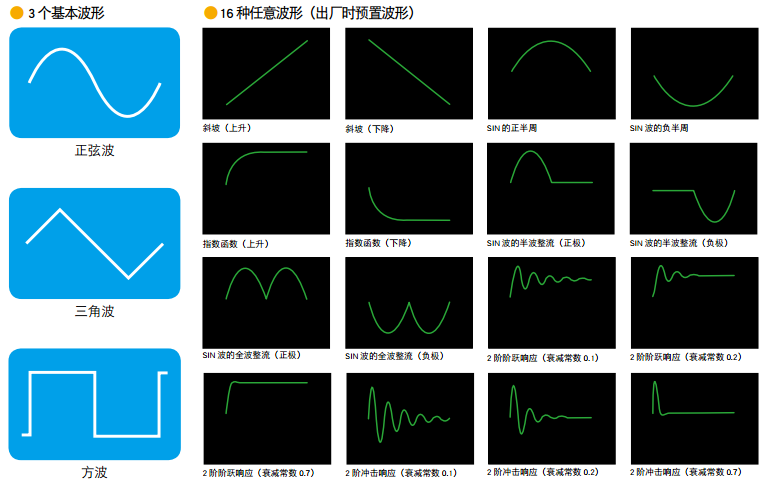 3 个基本波形
16 种任意波形（出厂时预置波形）
正弦波
三角波
方波
斜坡（上升）
斜坡（下降）
SIN 的正半周
SIN 波的负半周
指数函数（上升）
指数函数（下降）
SIN 波的半波整流（正极）
SIN 波的半波整流（负极）
SIN 波的全波整流（正极）
SIN 波的全波整流（负极）
2 阶阶跃响应（衰减常数 0.1）
2 阶阶跃响应（衰减常数 0.2）
2 阶阶跃响应（衰减常数 0.7）
2 阶冲击响应（衰减常数 0.1）
2 阶冲击响应（衰减常数 0.2）
2 阶冲击响应（衰减常数 0.7）